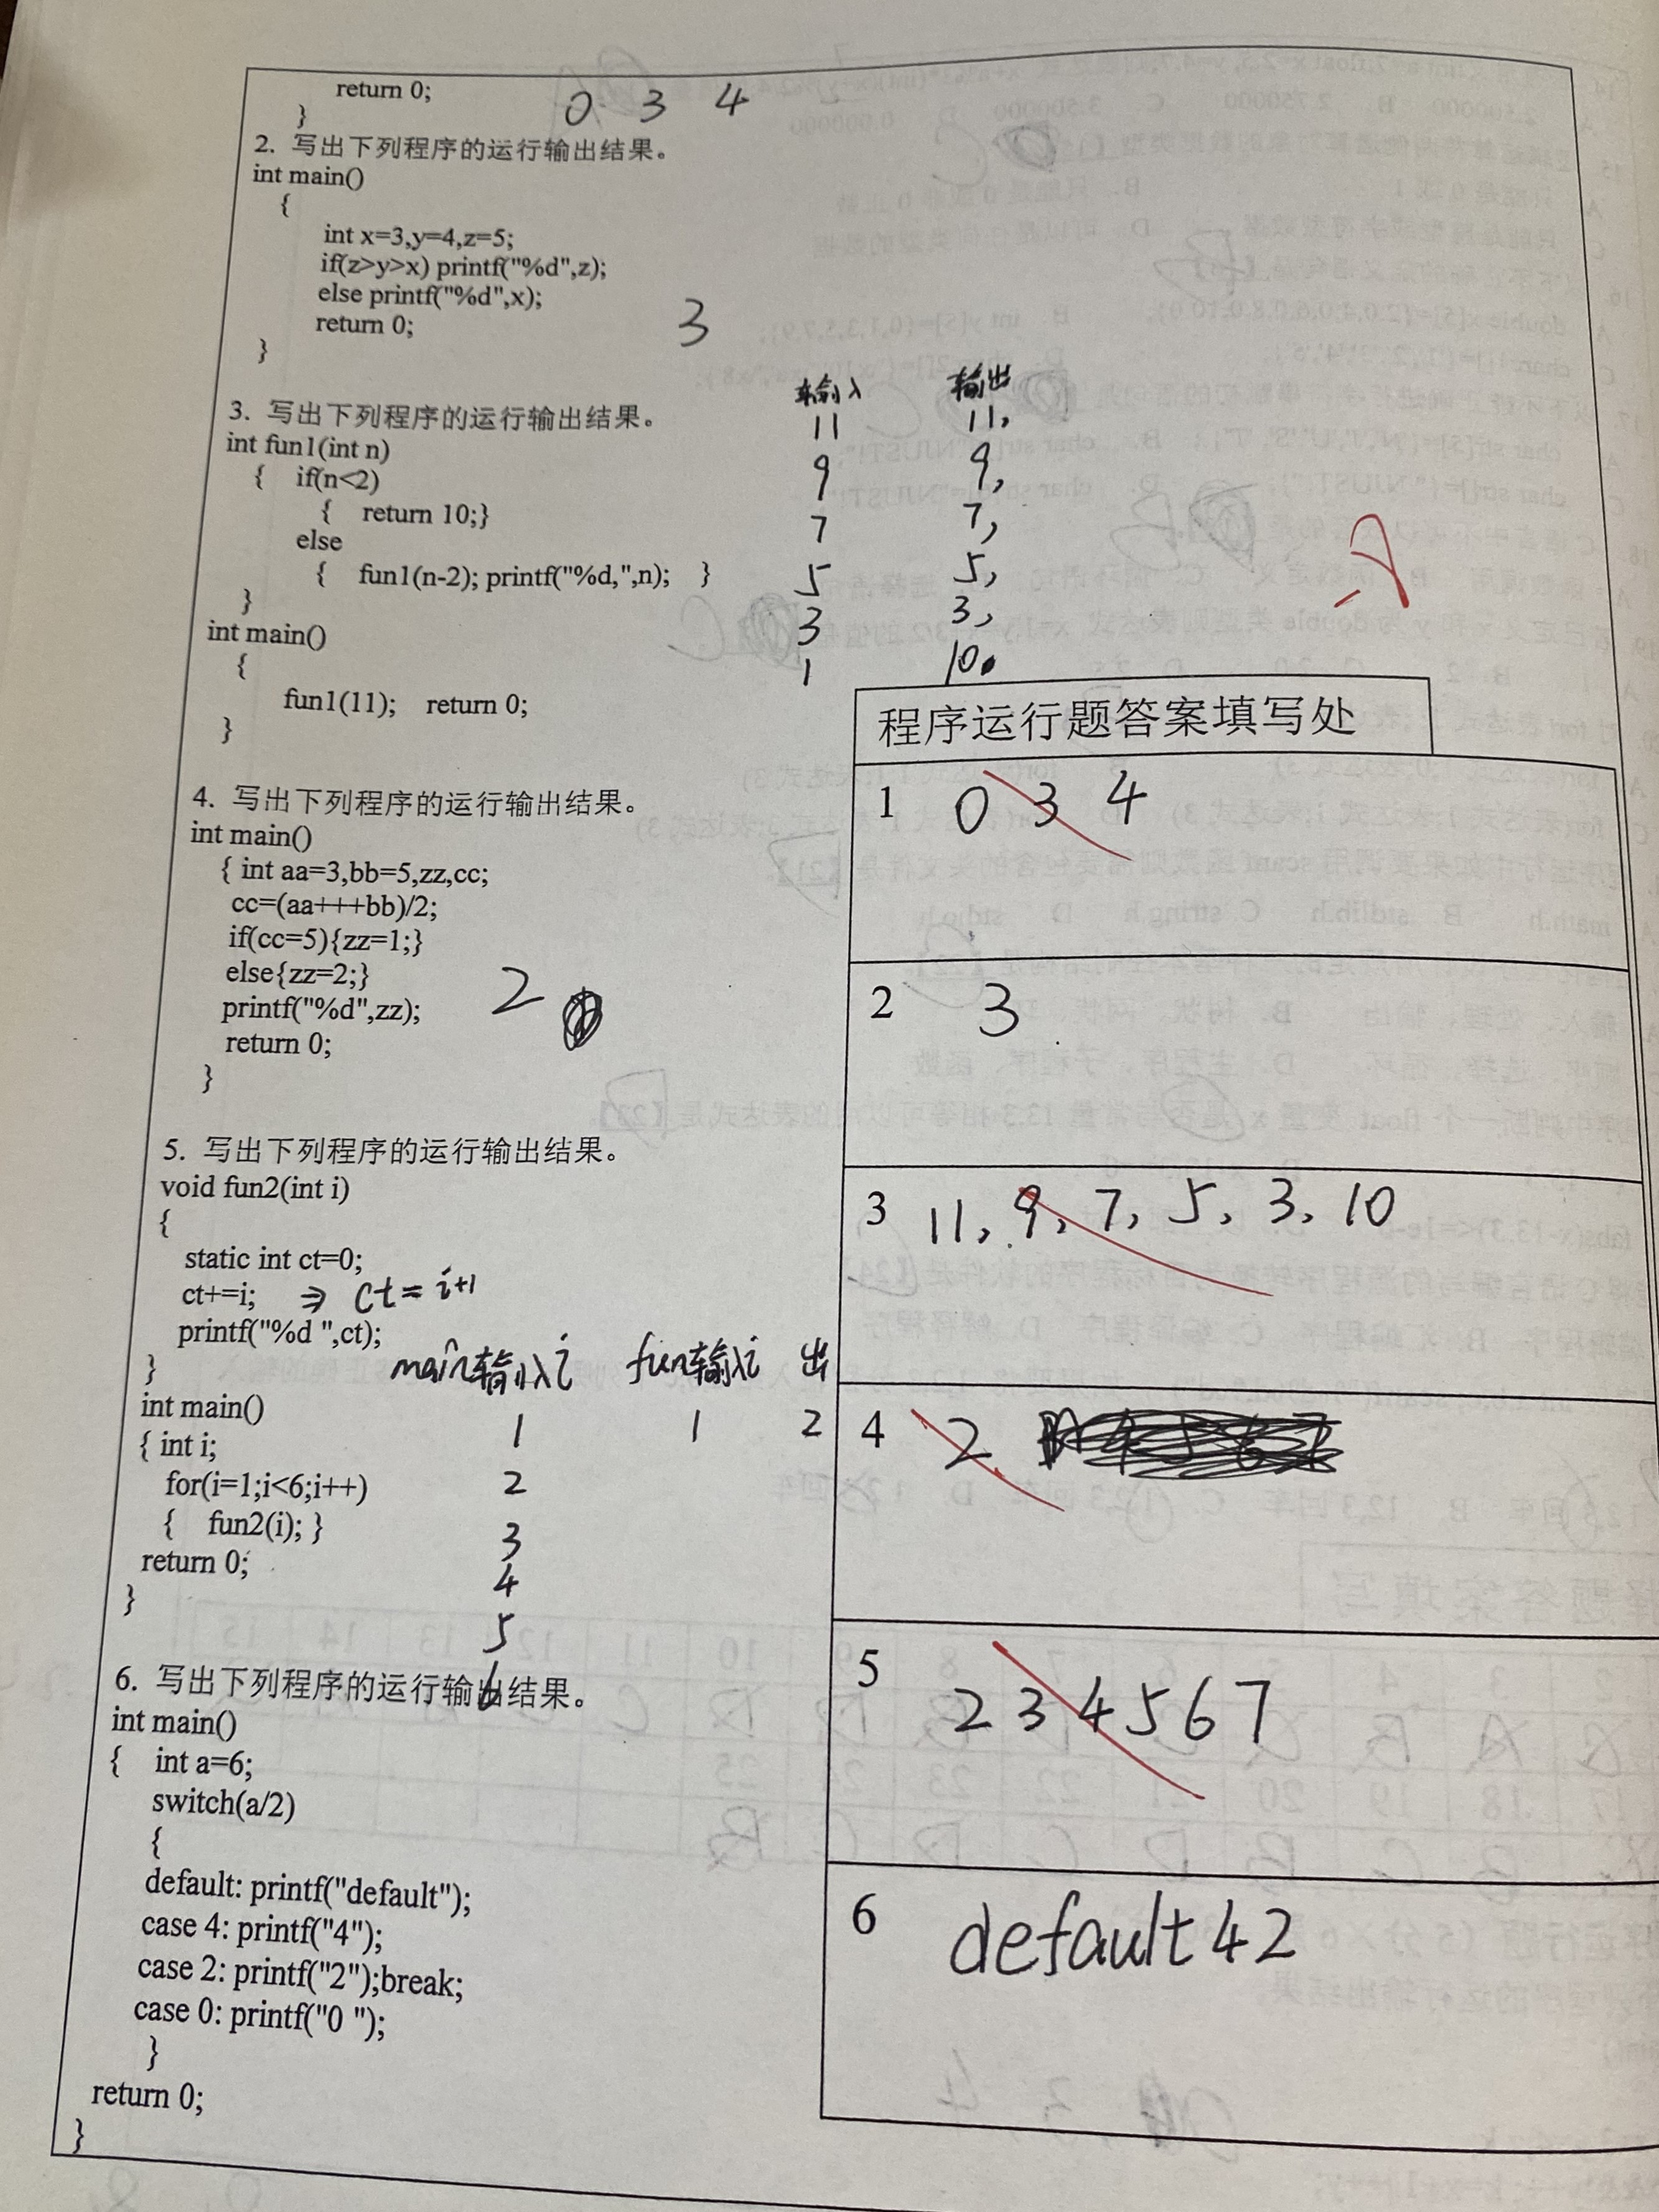 return 0;
}
0 3 4
2. 写出下列程序的运行输出结果。
int main()
{
int x=3,y=4,z=5;
if(z>y>x) printf("%d",z);
else printf("%d",x);
return 0;
}
3
3. 写出下列程序的运行输出结果。
int fun1(int n)
{ if(n<2)
{ return 10;}
else
{ fun1(n-2); printf("%d,",n); }
}
int main()
{
fun1(11); return 0;
}
输入 输出
11 11,
9 9,
7 7,
5 5,
3 3,
1 10
4. 写出下列程序的运行输出结果。
int main()
{ int aa=3,bb=5,zz,cc;
cc=(aa+++bb)/2;
if(cc=5){zz=1;}
else{zz=2;}
printf("%d",zz);
return 0;
}
2
5. 写出下列程序的运行输出结果。
void fun2(int i)
{
static int ct=0;
ct+=i; ⇒ ct = i+1
printf("%d ",ct);
}
int main()
{ int i;
for(i=1;i<6;i++)
{ fun2(i); }
return 0;
}
main输入i fun输入i 出
1 1 2
2
3
4
5
6
6. 写出下列程序的运行输出结果。
int main()
{ int a=6;
switch(a/2)
{
default: printf("default");
case 4: printf("4");
case 2: printf("2");break;
case 0: printf("0 ");
}
return 0;
}
程序运行题答案填写处
1 0 3 4
2 3
3 11, 9, 7, 5, 3, 10
4 2
5 2 3 4 5 6 7
6 default 4 2